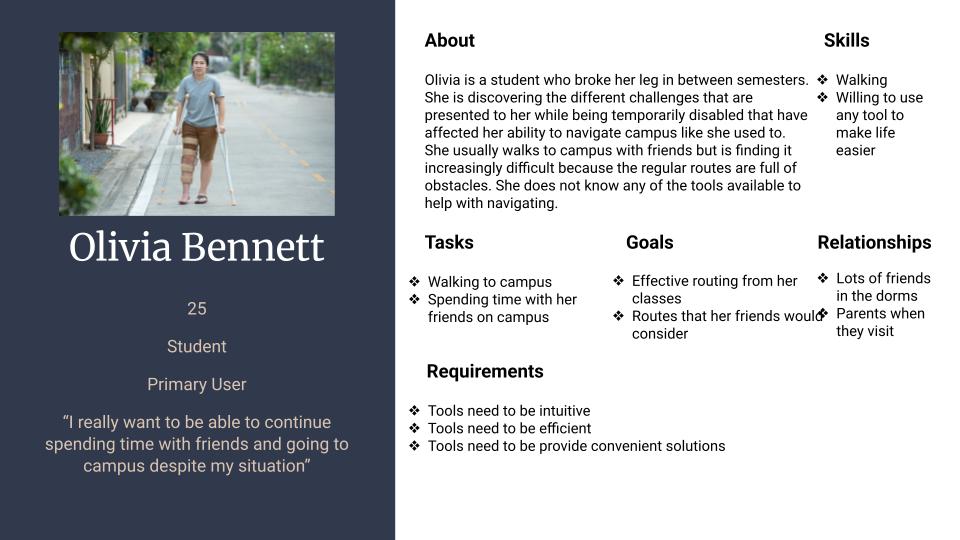 Olivia Bennett
25
Student
Primary User
“I really want to be able to continue
spending time with friends and going to
campus despite my situation”
About
Olivia is a student who broke her leg in between semesters.
She is discovering the different challenges that are
presented to her while being temporarily disabled that have
affected her ability to navigate campus like she used to.
She usually walks to campus with friends but is finding it
increasingly difficult because the regular routes are full of
obstacles. She does not know any of the tools available to
help with navigating.
Skills
❖ Walking
❖ Willing to use
any tool to
make life
easier
Tasks
❖ Walking to campus
❖ Spending time with her
friends on campus
Goals
❖ Effective routing from her
classes
❖ Routes that her friends would
consider
Relationships
❖ Lots of friends
in the dorms
❖ Parents when
they visit
Requirements
❖ Tools need to be intuitive
❖ Tools need to be efficient
❖ Tools need to be provide convenient solutions